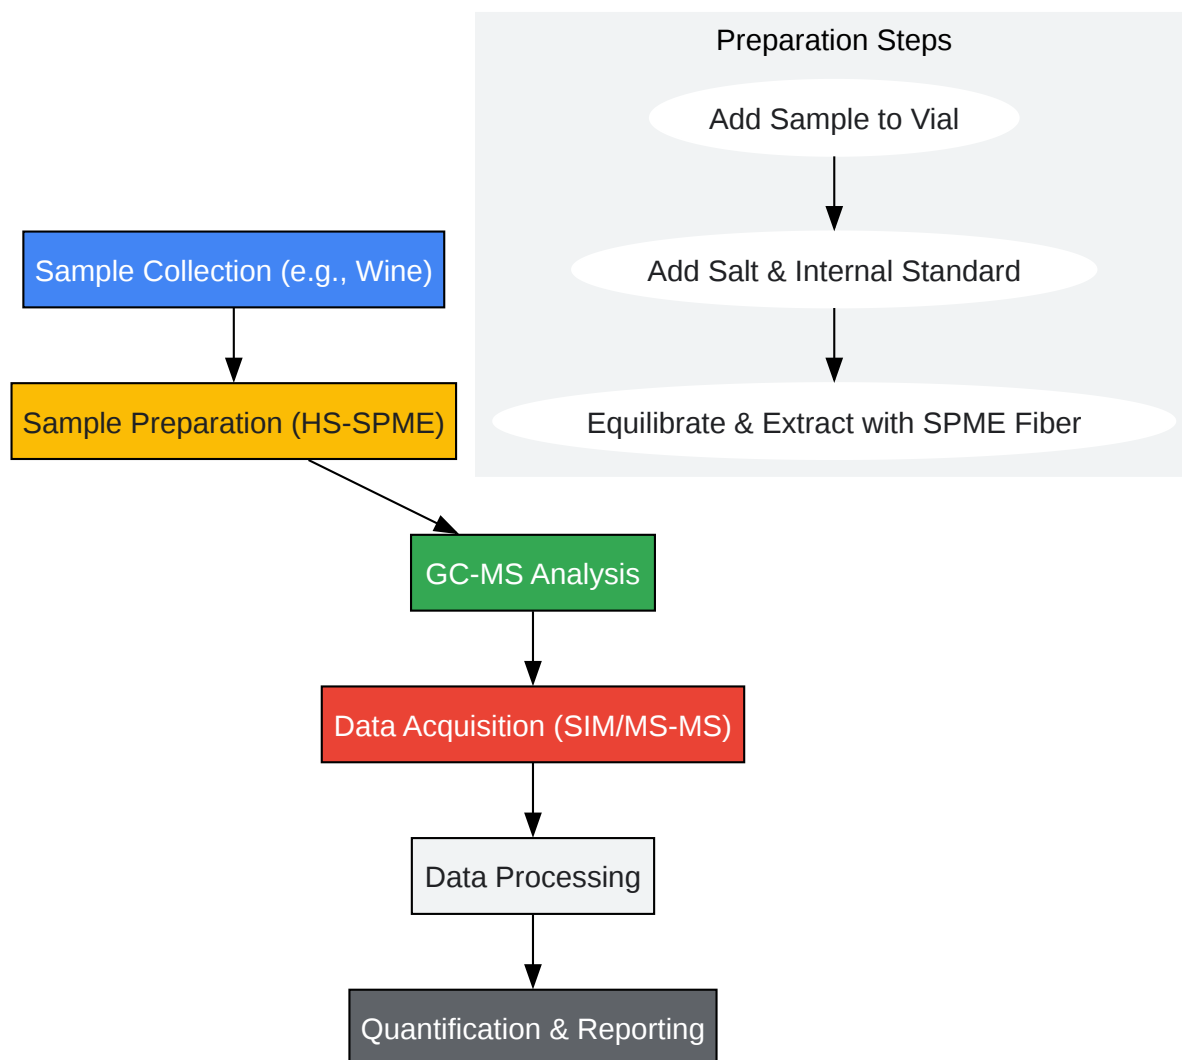 Preparation Steps
Add Sample to Vial
Add Salt & Internal Standard
Equilibrate & Extract with SPME Fiber
Sample Collection (e.g., Wine)
Sample Preparation (HS-SPME)
GC-MS Analysis
Data Acquisition (SIM/MS-MS)
Data Processing
Quantification & Reporting